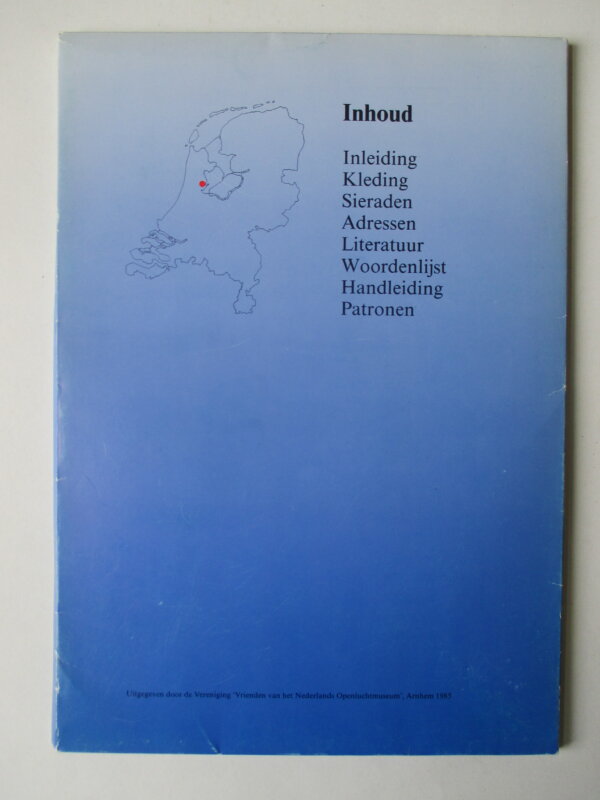 Inhoud
Inleiding
Kleding
Sieraden
Adressen
Literatuur
Woordenlijst
Handleiding
Patronen
Uitgegeven door de Vereniging 'Vrienden van het Nederlands Openluchtmuseum', Arnhem 1985